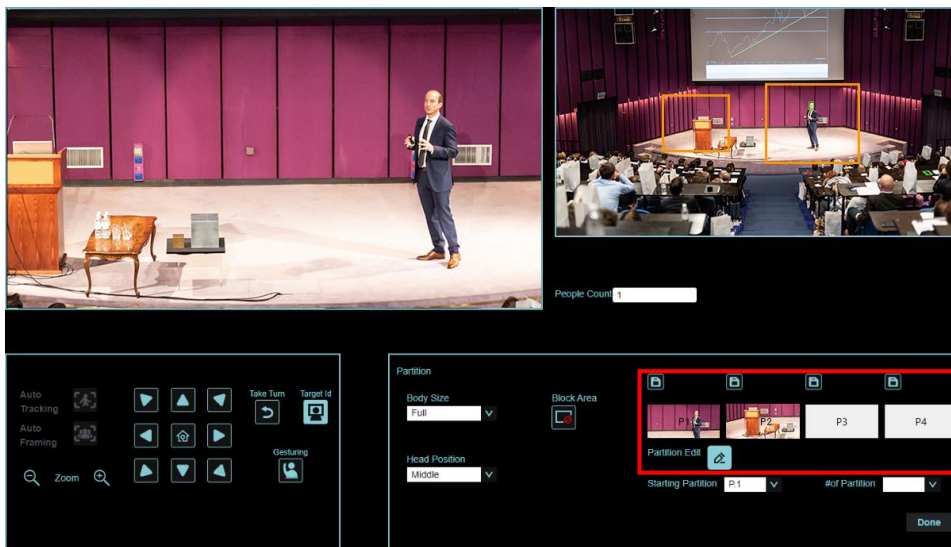 People Count 1
Partition
Auto Tracking
Take Turn
Target Id
Body Size
Full
Block Area
P1
P2
P3
P4
Auto Framing
Gesturing
Partition Edit
Head Position
Middle
Zoom
Starting Partition P.1
#of Partition
Done